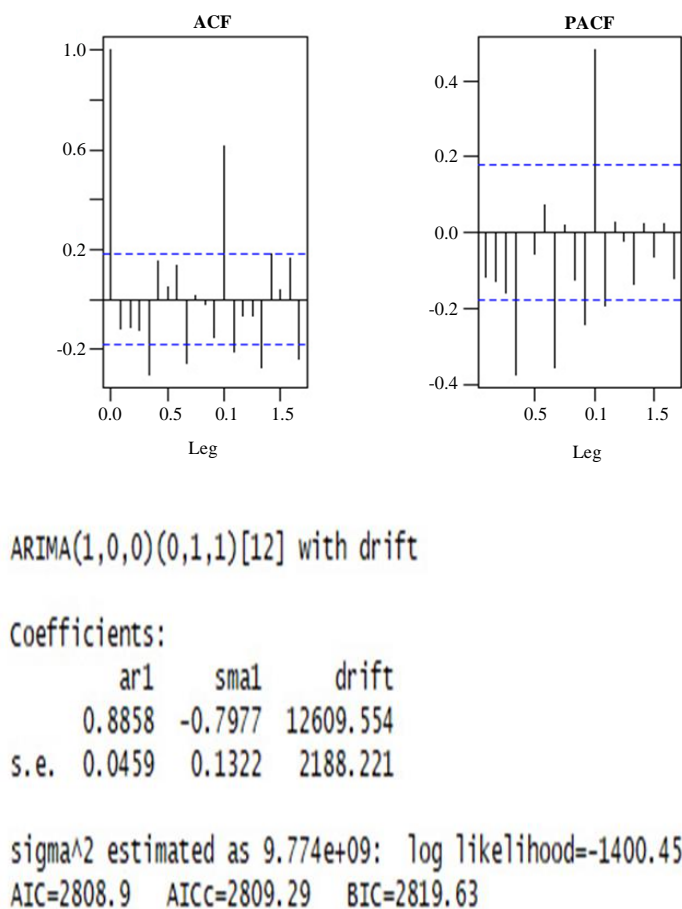 ACF
PACF
1.0
0.6
0.2
-0.2
0.0
0.5
0.1
1.5
Leg
0.4
0.2
0.0
-0.2
-0.4
0.5
0.1
1.5
Leg
ARIMA(1,0,0)(0,1,1)[12] with drift
Coefficients:
ar1 sma1 drift
0.8858 -0.7977 12609.554
s.e. 0.0459 0.1322 2188.221
sigma^2 estimated as 9.774e+09: log likelihood=-1400.45
AIC=2808.9 AICc=2809.29 BIC=2819.63